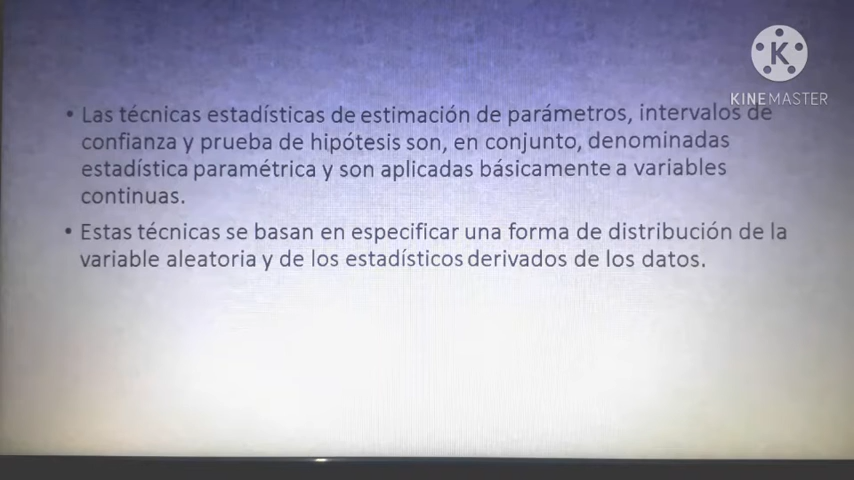 K
KINEMASTER
• Las técnicas estadísticas de estimación de parámetros, intervalos de
confianza y prueba de hipótesis son, en conjunto, denominadas
estadística paramétrica y son aplicadas básicamente a variables
continuas.
• Estas técnicas se basan en especificar una forma de distribución de la
variable aleatoria y de los estadísticos derivados de los datos.